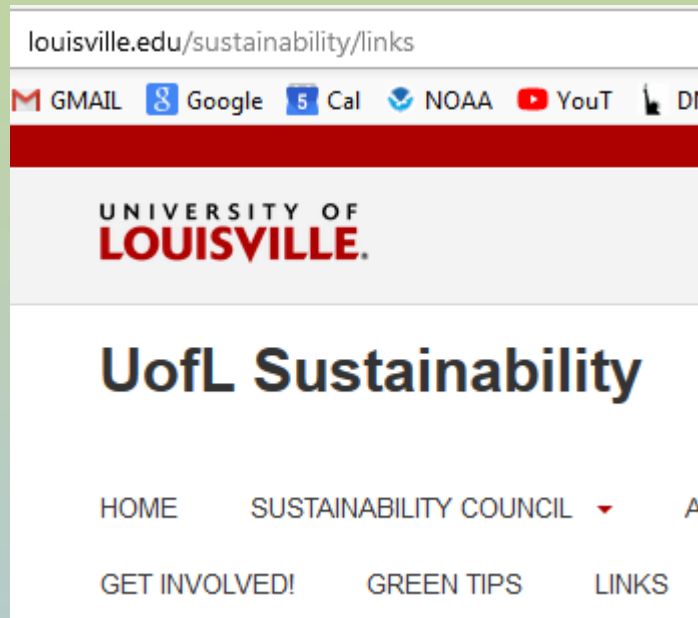 louisville.edu/sustainability/links
GMAIL 8 Google 5 Cal NOAA YouT
UNIVERSITY OF
LOUISVILLE.
UofL Sustainability
HOME SUSTAINABILITY COUNCIL
GET INVOLVED! GREEN TIPS LINKS